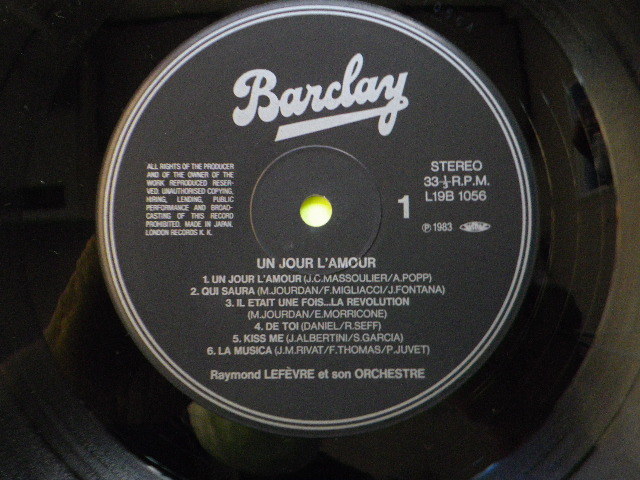 Barclay
ALL RIGHTS OF THE PRODUCER
AND OF THE OWNER OF THE
WORK REPRODUCED RESER-
VED. UNAUTHORISED COPYING,
HIRING, LENDING, PUBLIC
PERFORMANCE AND BROAD-
CASTING OF THIS RECORD
PROHIBITED. MADE IN JAPAN.
LONDON RECORDS K. K.
STEREO
33-⅓-R.P.M.
L19B 1056
1
Ⓟ1983
UN JOUR L'AMOUR
1. UN JOUR L'AMOUR (J.C.MASSOULIER/A.POPP)
2. QUI SAURA (M.JOURDAN/F.MIGLIACCI/J.FONTANA)
3. IL ETAIT UNE FOIS...LA REVOLUTION
(M.JOURDAN/E.MORRICONE)
4. DE TOI (DANIEL/R.SEFF)
5. KISS ME (J.ALBERTINI/S.GARCIA)
6. LA MUSICA (J.M.RIVAT/F.THOMAS/P.JUVET)
Raymond LEFÈVRE et son ORCHESTRE